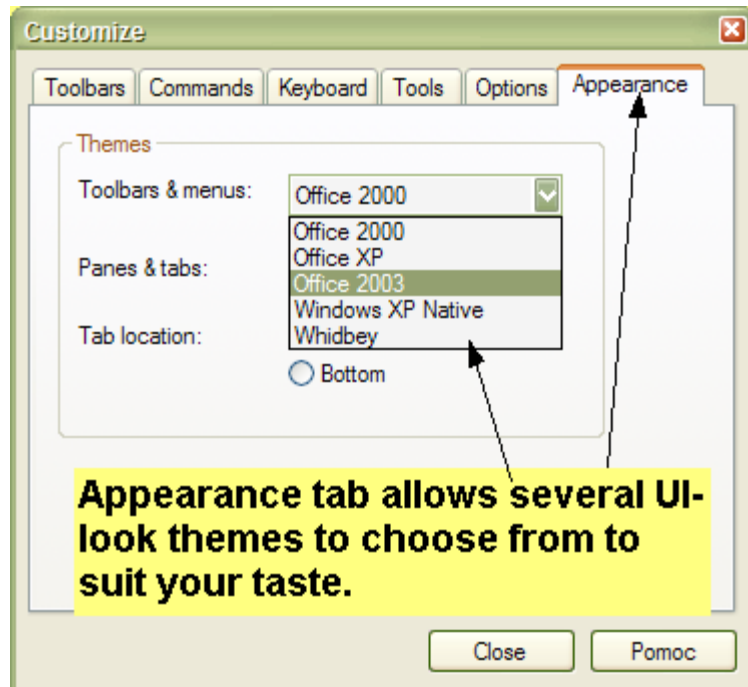 Customize
Toolbars Commands Keyboard Tools Options Appearance
Themes
Toolbars & menus: Office 2000
Office 2000
Office XP
Panes & tabs:
Office 2003
Windows XP Native
Tab location: Whidbey
Bottom
Appearance tab allows several UI-
look themes to choose from to
suit your taste.
Close Pomoc